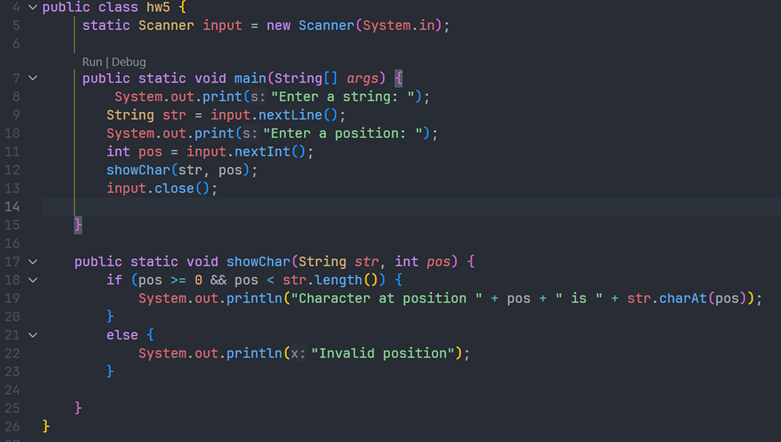 4 public class hw5 {
5 static Scanner input = new Scanner(System.in);
6
Run | Debug
7 public static void main(String[] args) {
8 System.out.print(s: "Enter a string: ");
9 String str = input.nextLine();
10 System.out.print(s: "Enter a position: ");
11 int pos = input.nextInt();
12 showChar(str, pos);
13 input.close();
14
15 }
16
17 public static void showChar(String str, int pos) {
18 if (pos >= 0 && pos < str.length()) {
19 System.out.println("Character at position " + pos + " is " + str.charAt(pos));
20 }
21 else {
22 System.out.println(x: "Invalid position");
23 }
24
25 }
26 }